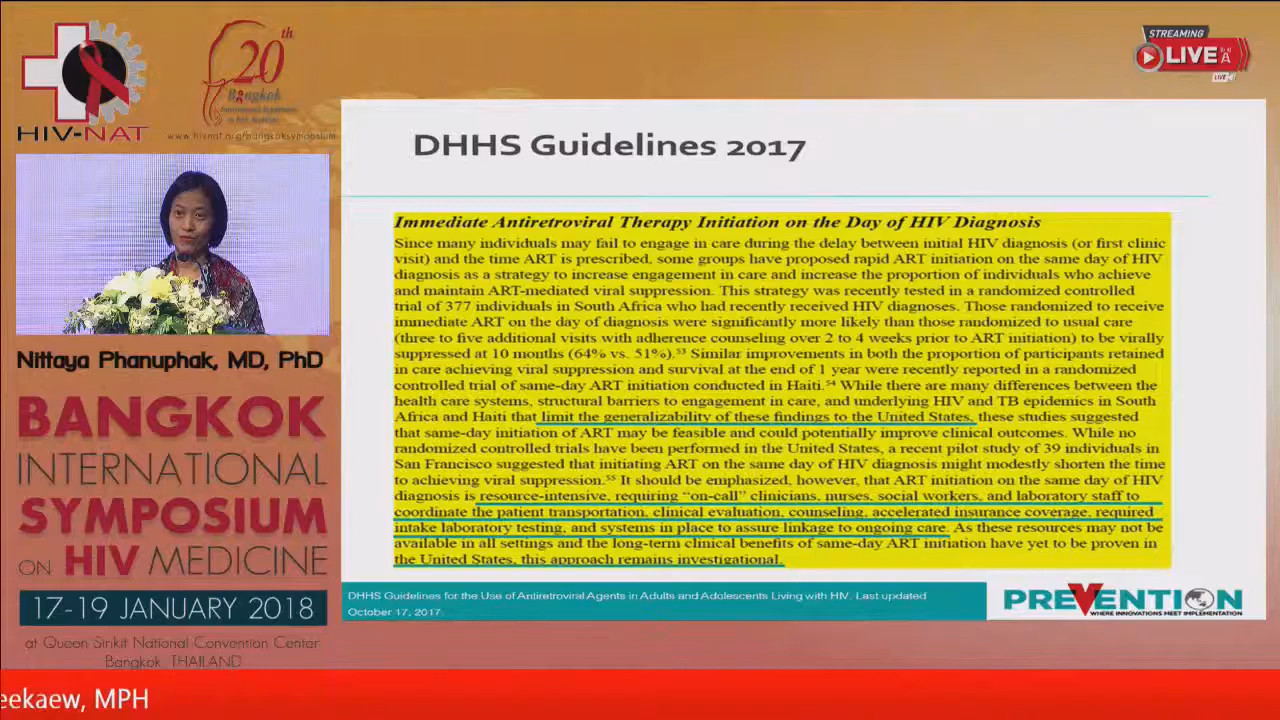 STREAMING
LIVE
LIVE
HIV-NAT
20th
Bangkok
www.hivnat.org/bangkoksymposium
DHHS Guidelines 2017
Immediate Antiretroviral Therapy Initiation on the Day of HIV Diagnosis
Since many individuals may fail to engage in care during the delay between initial HIV diagnosis (or first clinic
visit) and the time ART is prescribed, some groups have proposed rapid ART initiation on the same day of HIV
diagnosis as a strategy to increase engagement in care and increase the proportion of individuals who achieve
and maintain ART-mediated viral suppression. This strategy was recently tested in a randomized controlled
trial of 377 individuals in South Africa who had recently received HIV diagnoses. Those randomized to receive
immediate ART on the day of diagnosis were significantly more likely than those randomized to usual care
(three to five additional visits with adherence counseling over 2 to 4 weeks prior to ART initiation) to be virally
suppressed at 10 months (64% vs. 51%).53 Similar improvements in both the proportion of participants retained
in care achieving viral suppression and survival at the end of 1 year were recently reported in a randomized
controlled trial of same-day ART initiation conducted in Haiti.54 While there are many differences between the
health care systems, structural barriers to engagement in care, and underlying HIV and TB epidemics in South
Africa and Haiti that limit the generalizability of these findings to the United States, these studies suggested
that same-day initiation of ART may be feasible and could potentially improve clinical outcomes. While no
randomized controlled trials have been performed in the United States, a recent pilot study of 39 individuals in
San Francisco suggested that initiating ART on the same day of HIV diagnosis might modestly shorten the time
to achieving viral suppression.55 It should be emphasized, however, that ART initiation on the same day of HIV
diagnosis is resource-intensive, requiring “on-call” clinicians, nurses, social workers, and laboratory staff to
coordinate the patient transportation, clinical evaluation, counseling, accelerated insurance coverage, required
intake laboratory testing, and systems in place to assure linkage to ongoing care. As these resources may not be
available in all settings and the long-term clinical benefits of same-day ART initiation have yet to be proven in
the United States, this approach remains investigational.
DHHS Guidelines for the Use of Antiretroviral Agents in Adults and Adolescents Living with HIV. Last updated
October 17, 2017.
PREVENTION
WHERE INNOVATIONS MEET IMPLEMENTATION
Nittaya Phanuphak, MD, PhD
BANGKOK
INTERNATIONAL
SYMPOSIUM
ON HIV MEDICINE
17-19 JANUARY 2018
at Queen Sirikit National Convention Center
Bangkok, THAILAND
eekaew, MPH